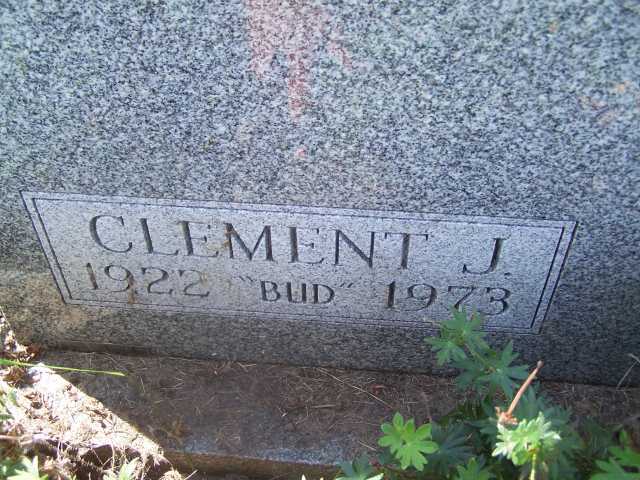 CLEMENT J.
1922 "BUD" 1973